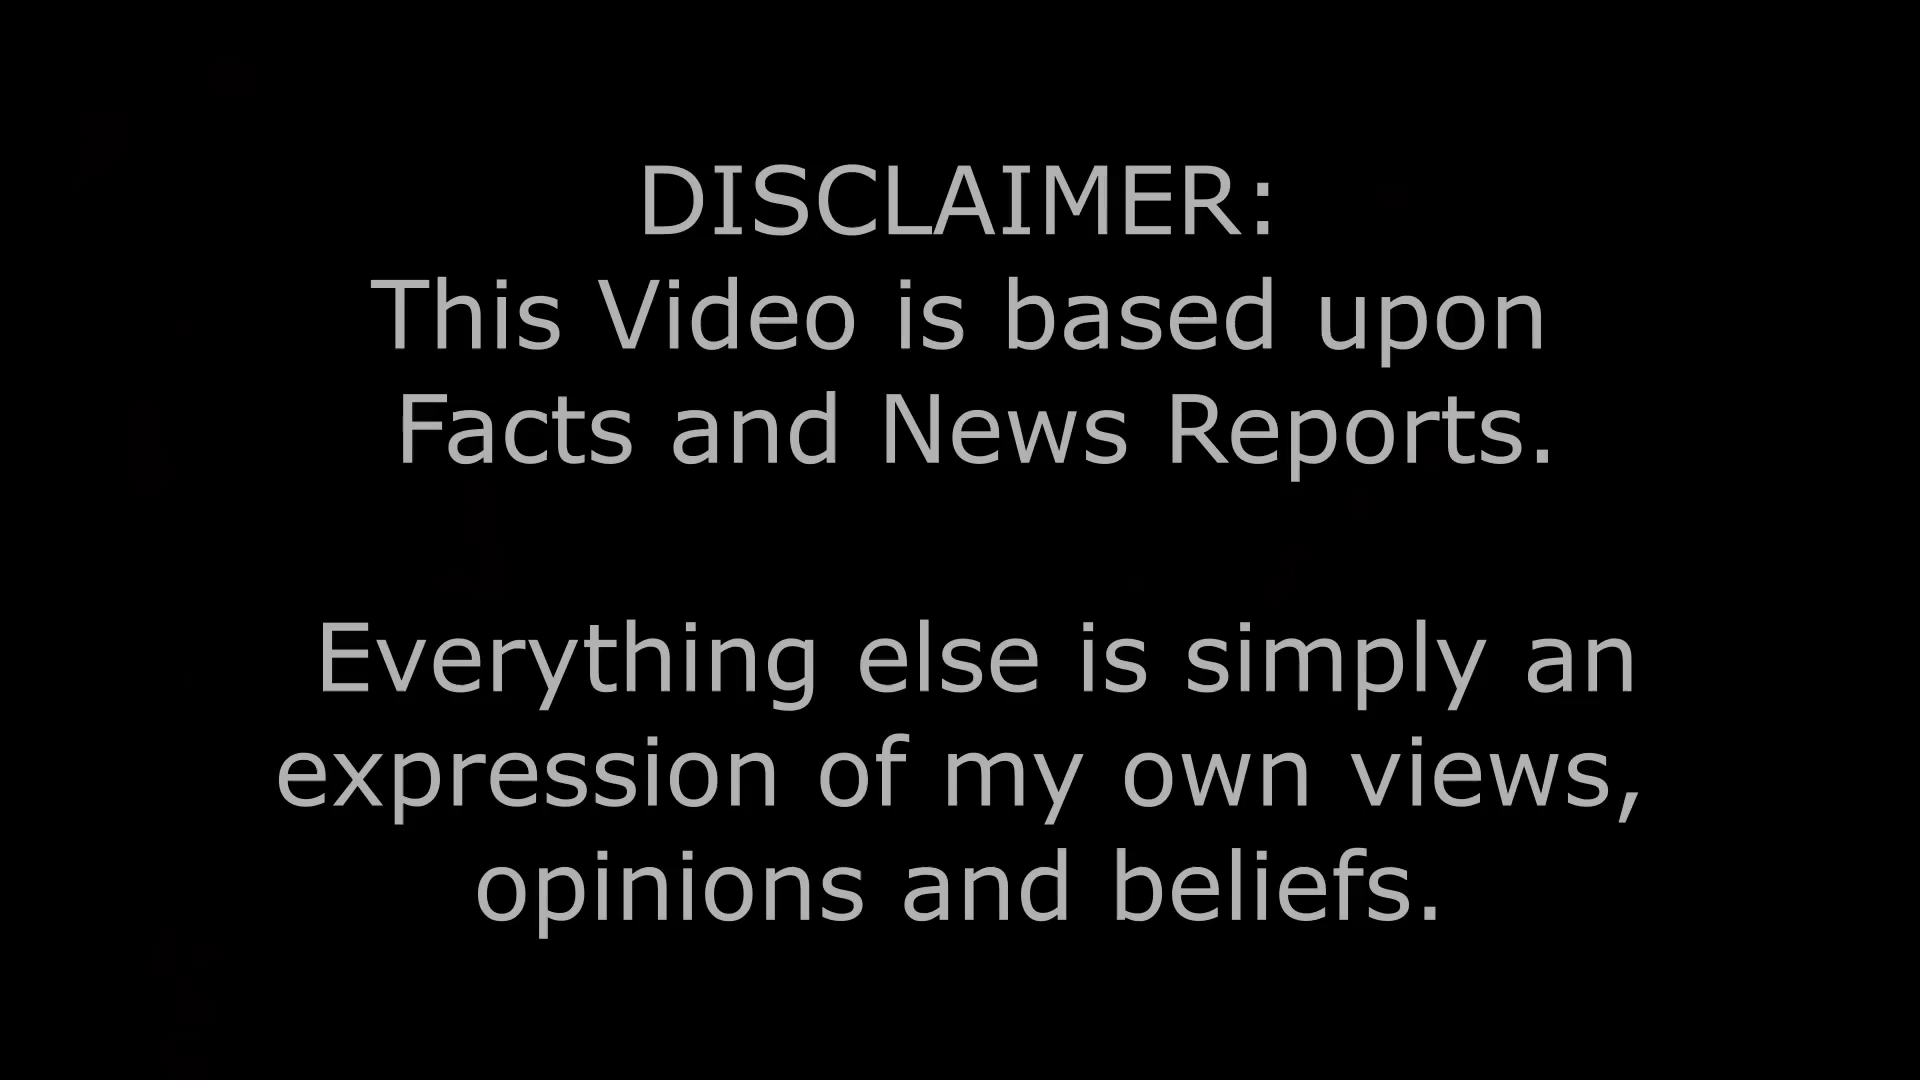 DISCLAIMER:
This Video is based upon
Facts and News Reports.
Everything else is simply an
expression of my own views,
opinions and beliefs.